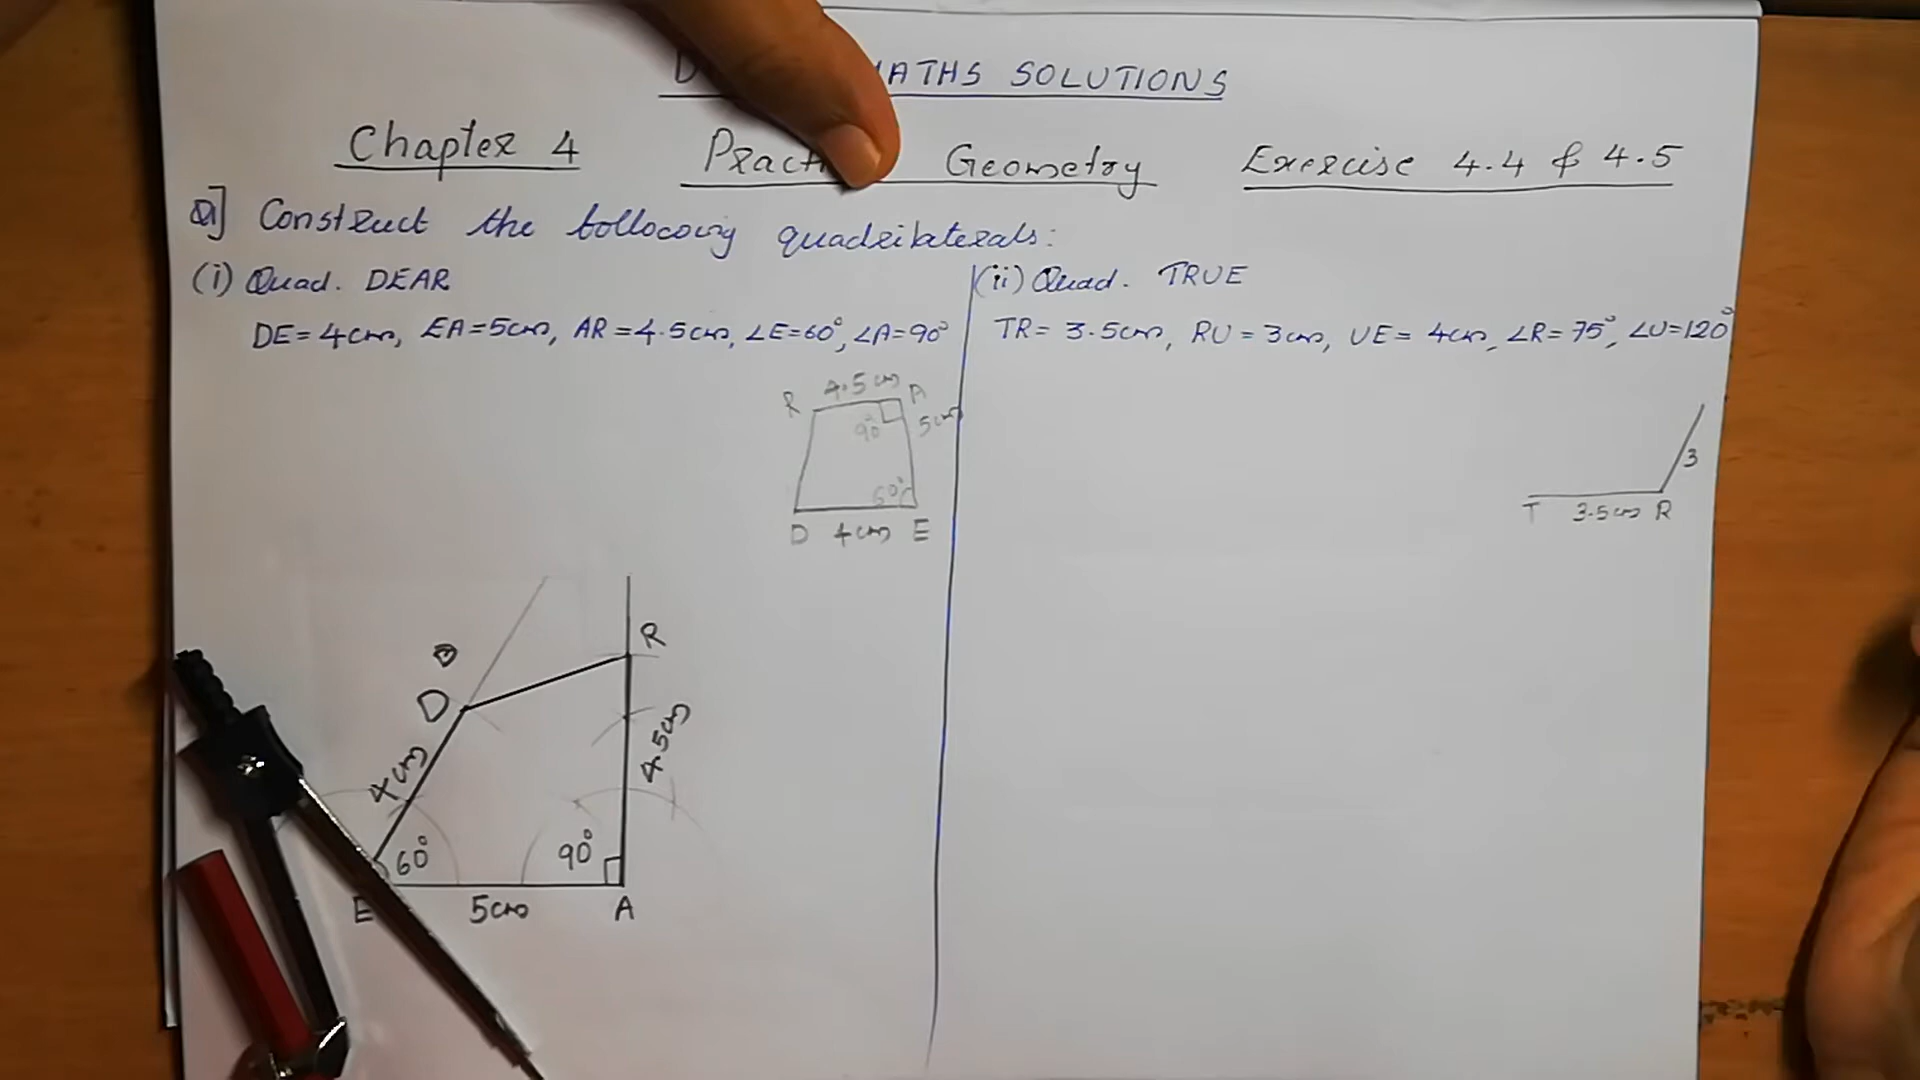 MATHS SOLUTIONS
Chapter 4 Geometry Exercise 4.4 & 4.5
Q1] Construct the following quadrilaterals:
(i) Quad. DEAR
DE = 4cm, EA = 5cm, AR = 4.5cm, ∠E = 60°, ∠A = 90°
R 4.5cm A
90° 5cm
60°
D 4cm E
R
D
4cm
4.5cm
60° 90°
E 5cm A
(ii) Quad. TRUE
TR = 3.5cm, RU = 3cm, UE = 4cm, ∠R = 75°, ∠U = 120°
3
T 3.5cm R